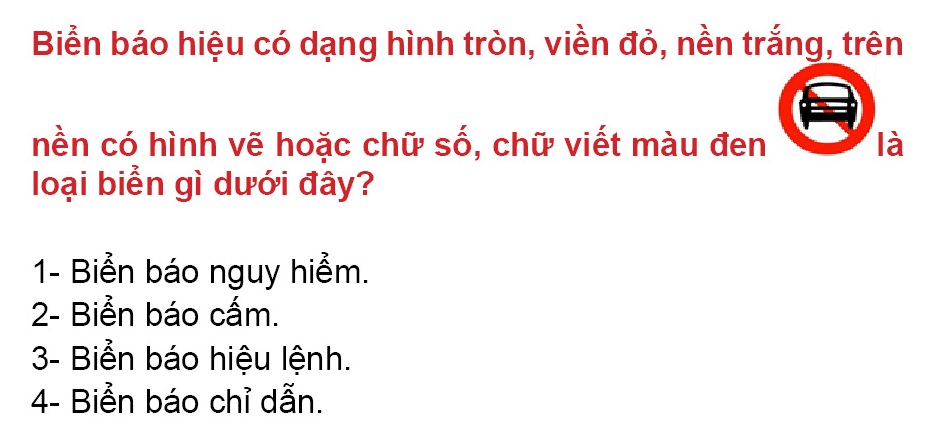 Biển báo hiệu có dạng hình tròn, viền đỏ, nền trắng, trên
nền có hình vẽ hoặc chữ số, chữ viết màu đen là
loại biển gì dưới đây?
1- Biển báo nguy hiểm.
2- Biển báo cấm.
3- Biển báo hiệu lệnh.
4- Biển báo chỉ dẫn.